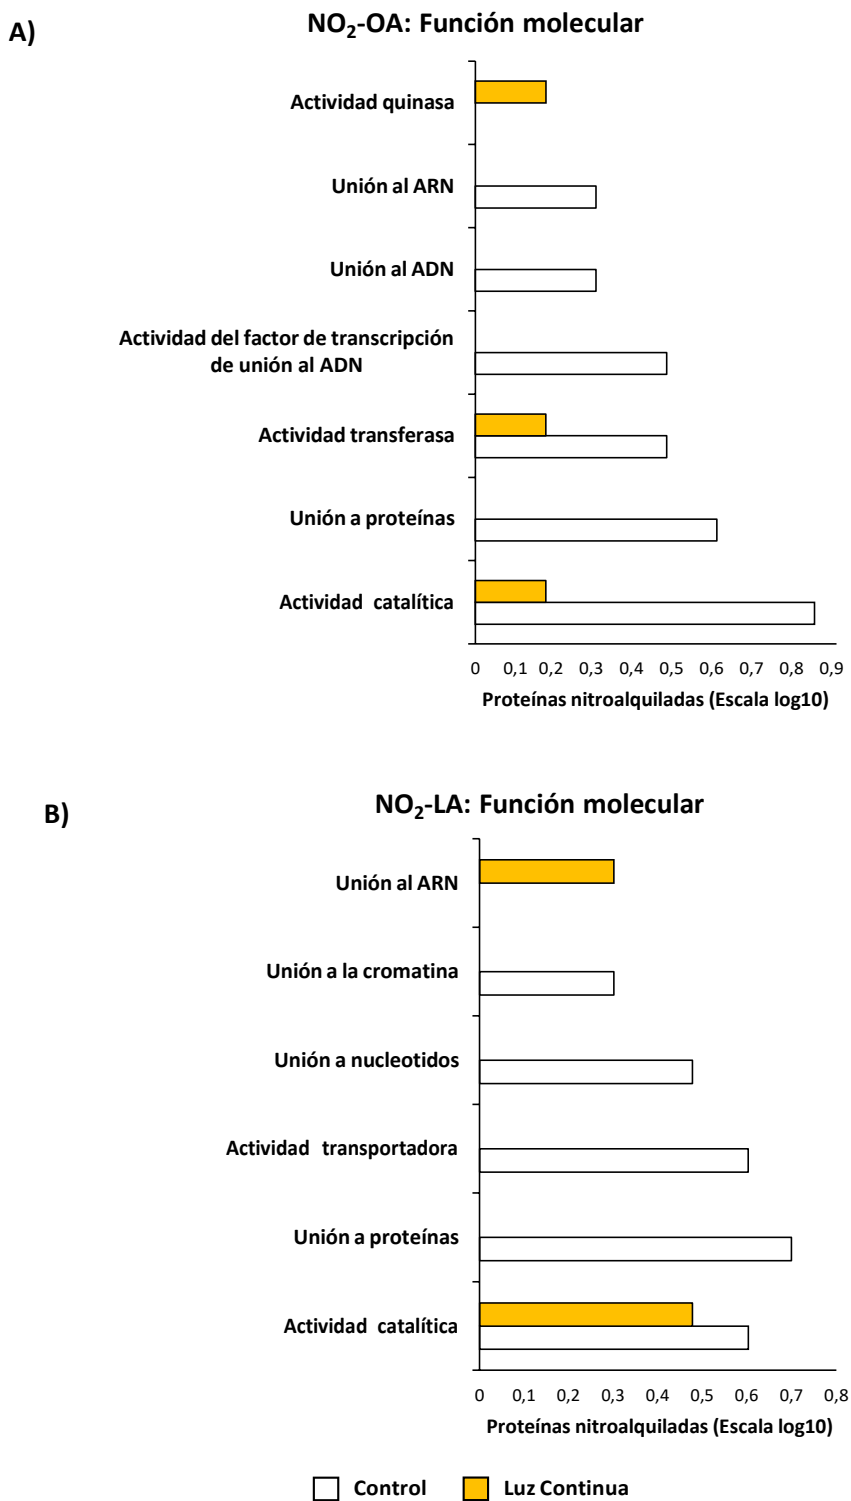 A)
NO₂-OA: Función molecular
Actividad quinasa
Unión al ARN
Unión al ADN
Actividad del factor de transcripción
de unión al ADN
Actividad transferasa
Unión a proteínas
Actividad catalítica
0 0,1 0,2 0,3 0,4 0,5 0,6 0,7 0,8 0,9
Proteínas nitroalquiladas (Escala log10)
B)
NO₂-LA: Función molecular
Unión al ARN
Unión a la cromatina
Unión a nucleotidos
Actividad transportadora
Unión a proteínas
Actividad catalítica
0 0,1 0,2 0,3 0,4 0,5 0,6 0,7 0,8
Proteínas nitroalquiladas (Escala log10)
Control Luz Continua